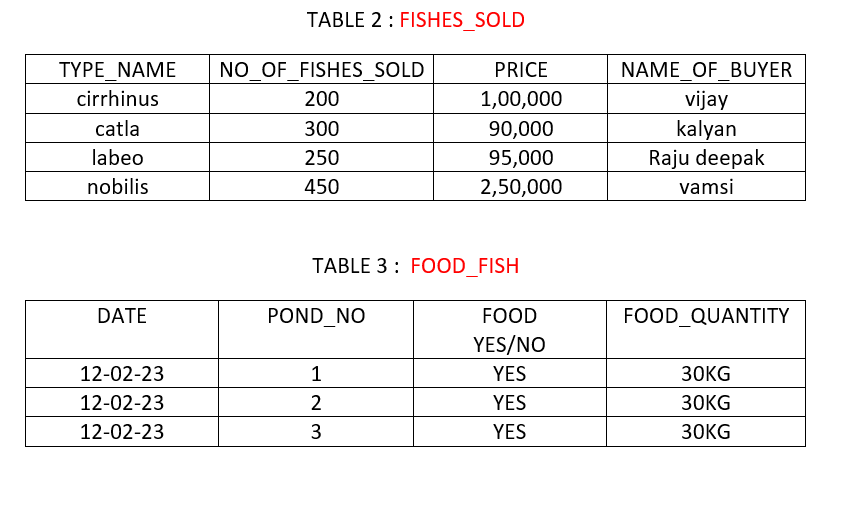 TABLE 2 : FISHES_SOLD
TYPE_NAME NO_OF_FISHES_SOLD PRICE NAME_OF_BUYER
cirrhinus 200 1,00,000 vijay
catla 300 90,000 kalyan
labeo 250 95,000 Raju deepak
nobilis 450 2,50,000 vamsi
TABLE 3 : FOOD_FISH
DATE POND_NO FOOD FOOD_QUANTITY
YES/NO
12-02-23 1 YES 30KG
12-02-23 2 YES 30KG
12-02-23 3 YES 30KG